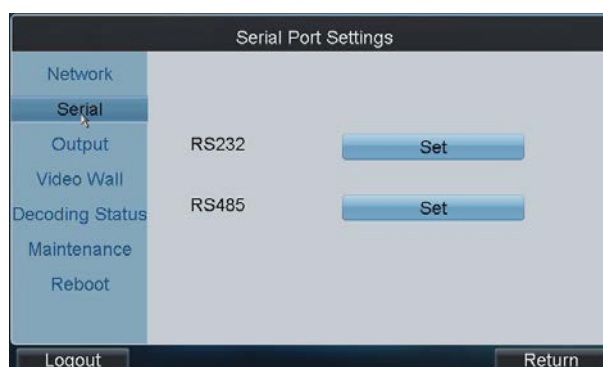 Serial Port Settings
Network
Serial
Output
Video Wall
Decoding Status
Maintenance
Reboot
RS232 Set
RS485 Set
Logout Return